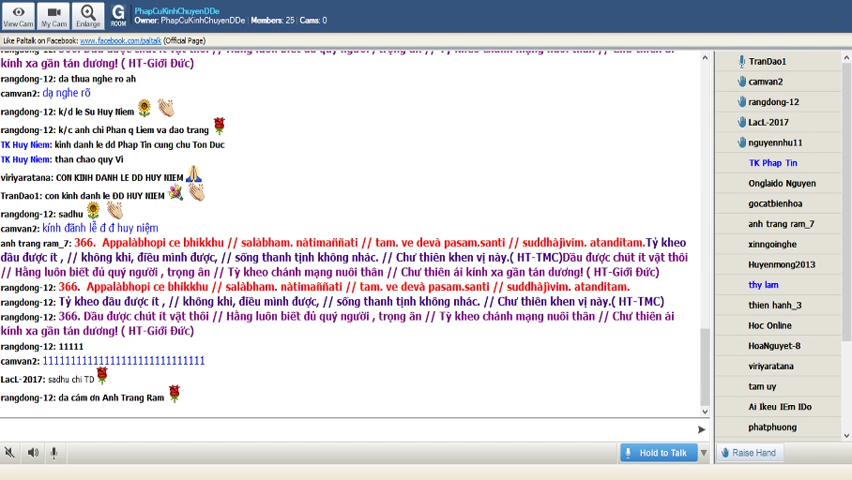 PhapCuKinhChuyenDDe
Owner: PhapCuKinhChuyenDDe - Members: 25 | Cams: 0
View Cam
My Cam
Enlarge
G
ROOM
Like Paltalk on Facebook: www.facebook.com/paltalk (Official Page)
kính xa gần tán dương! ( HT-Giới Đức)
rangdong-12: da thua nghe ro ah
camvan2: dạ nghe rõ
rangdong-12: k/d le Su Huy Niem
rangdong-12: k/c anh chi Phan q Liem va dao trang
TK Huy Niem: kinh danh le dd Phap Tin cung chu Ton Duc
TK Huy Niem: than chao quy Vi
viriyaratana: CON KINH DANH LE DD HUY NIEM
TranDao1: con kinh danh le ĐD HUY NIEM
rangdong-12: sadhu
camvan2: kính đãnh lễ đ đ huy niệm
anh trang ram_7: 366. Appalàbhopi ce bhikkhu // salàbham. nàtimaññati // tam. ve devà pasam.santi // suddhàjìvim. atanditam.Tỷ kheo
dầu được ít , // không khi, điều mình được, // sống thanh tịnh không nhác. // Chư thiên khen vị này.( HT-TMC)Dầu được chút ít vật thôi
// Hằng luôn biết đủ quý người , trọng ăn // Tỳ kheo chánh mạng nuôi thân // Chư thiên ái kính xa gần tán dương! ( HT-Giới Đức)
rangdong-12: 366. Appalàbhopi ce bhikkhu // salàbham. nàtimaññati // tam. ve devà pasam.santi // suddhàjìvim. atanditam.
rangdong-12: Tỷ kheo dầu được ít , // không khi, điều mình được, // sống thanh tịnh không nhác. // Chư thiên khen vị này. ( HT-TMC)
rangdong-12: 366. Dầu được chút ít vật thôi // Hằng luôn biết đủ quý người , trọng ăn // Tỳ kheo chánh mạng nuôi thân // Chư thiên ái
kính xa gần tán dương! ( HT-Giới Đức)
rangdong-12: 11111
camvan2: 11111111111111111111111111111111
LacL-2017: sadhu chi TD
rangdong-12: da cám ơn Anh Trang Ram
TranDao1
camvan2
rangdong-12
LacL-2017
nguyennhu11
TK Phap Tin
Onglaido Nguyen
gocatbienhoa
anh trang ram_7
xinngoinghe
Huyenmong2013
thy lam
thien hanh_3
Hoc Online
HoaNguyet-8
viriyaratana
tam uy
Ai Ikeu IEm IDo
phatphuong
Hold to Talk
Raise Hand